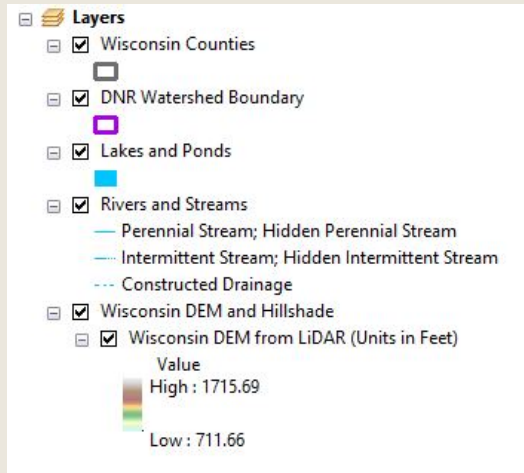 Layers
Wisconsin Counties
DNR Watershed Boundary
Lakes and Ponds
Rivers and Streams
Perennial Stream; Hidden Perennial Stream
Intermittent Stream; Hidden Intermittent Stream
Constructed Drainage
Wisconsin DEM and Hillshade
Wisconsin DEM from LiDAR (Units in Feet)
Value
High : 1715.69
Low : 711.66